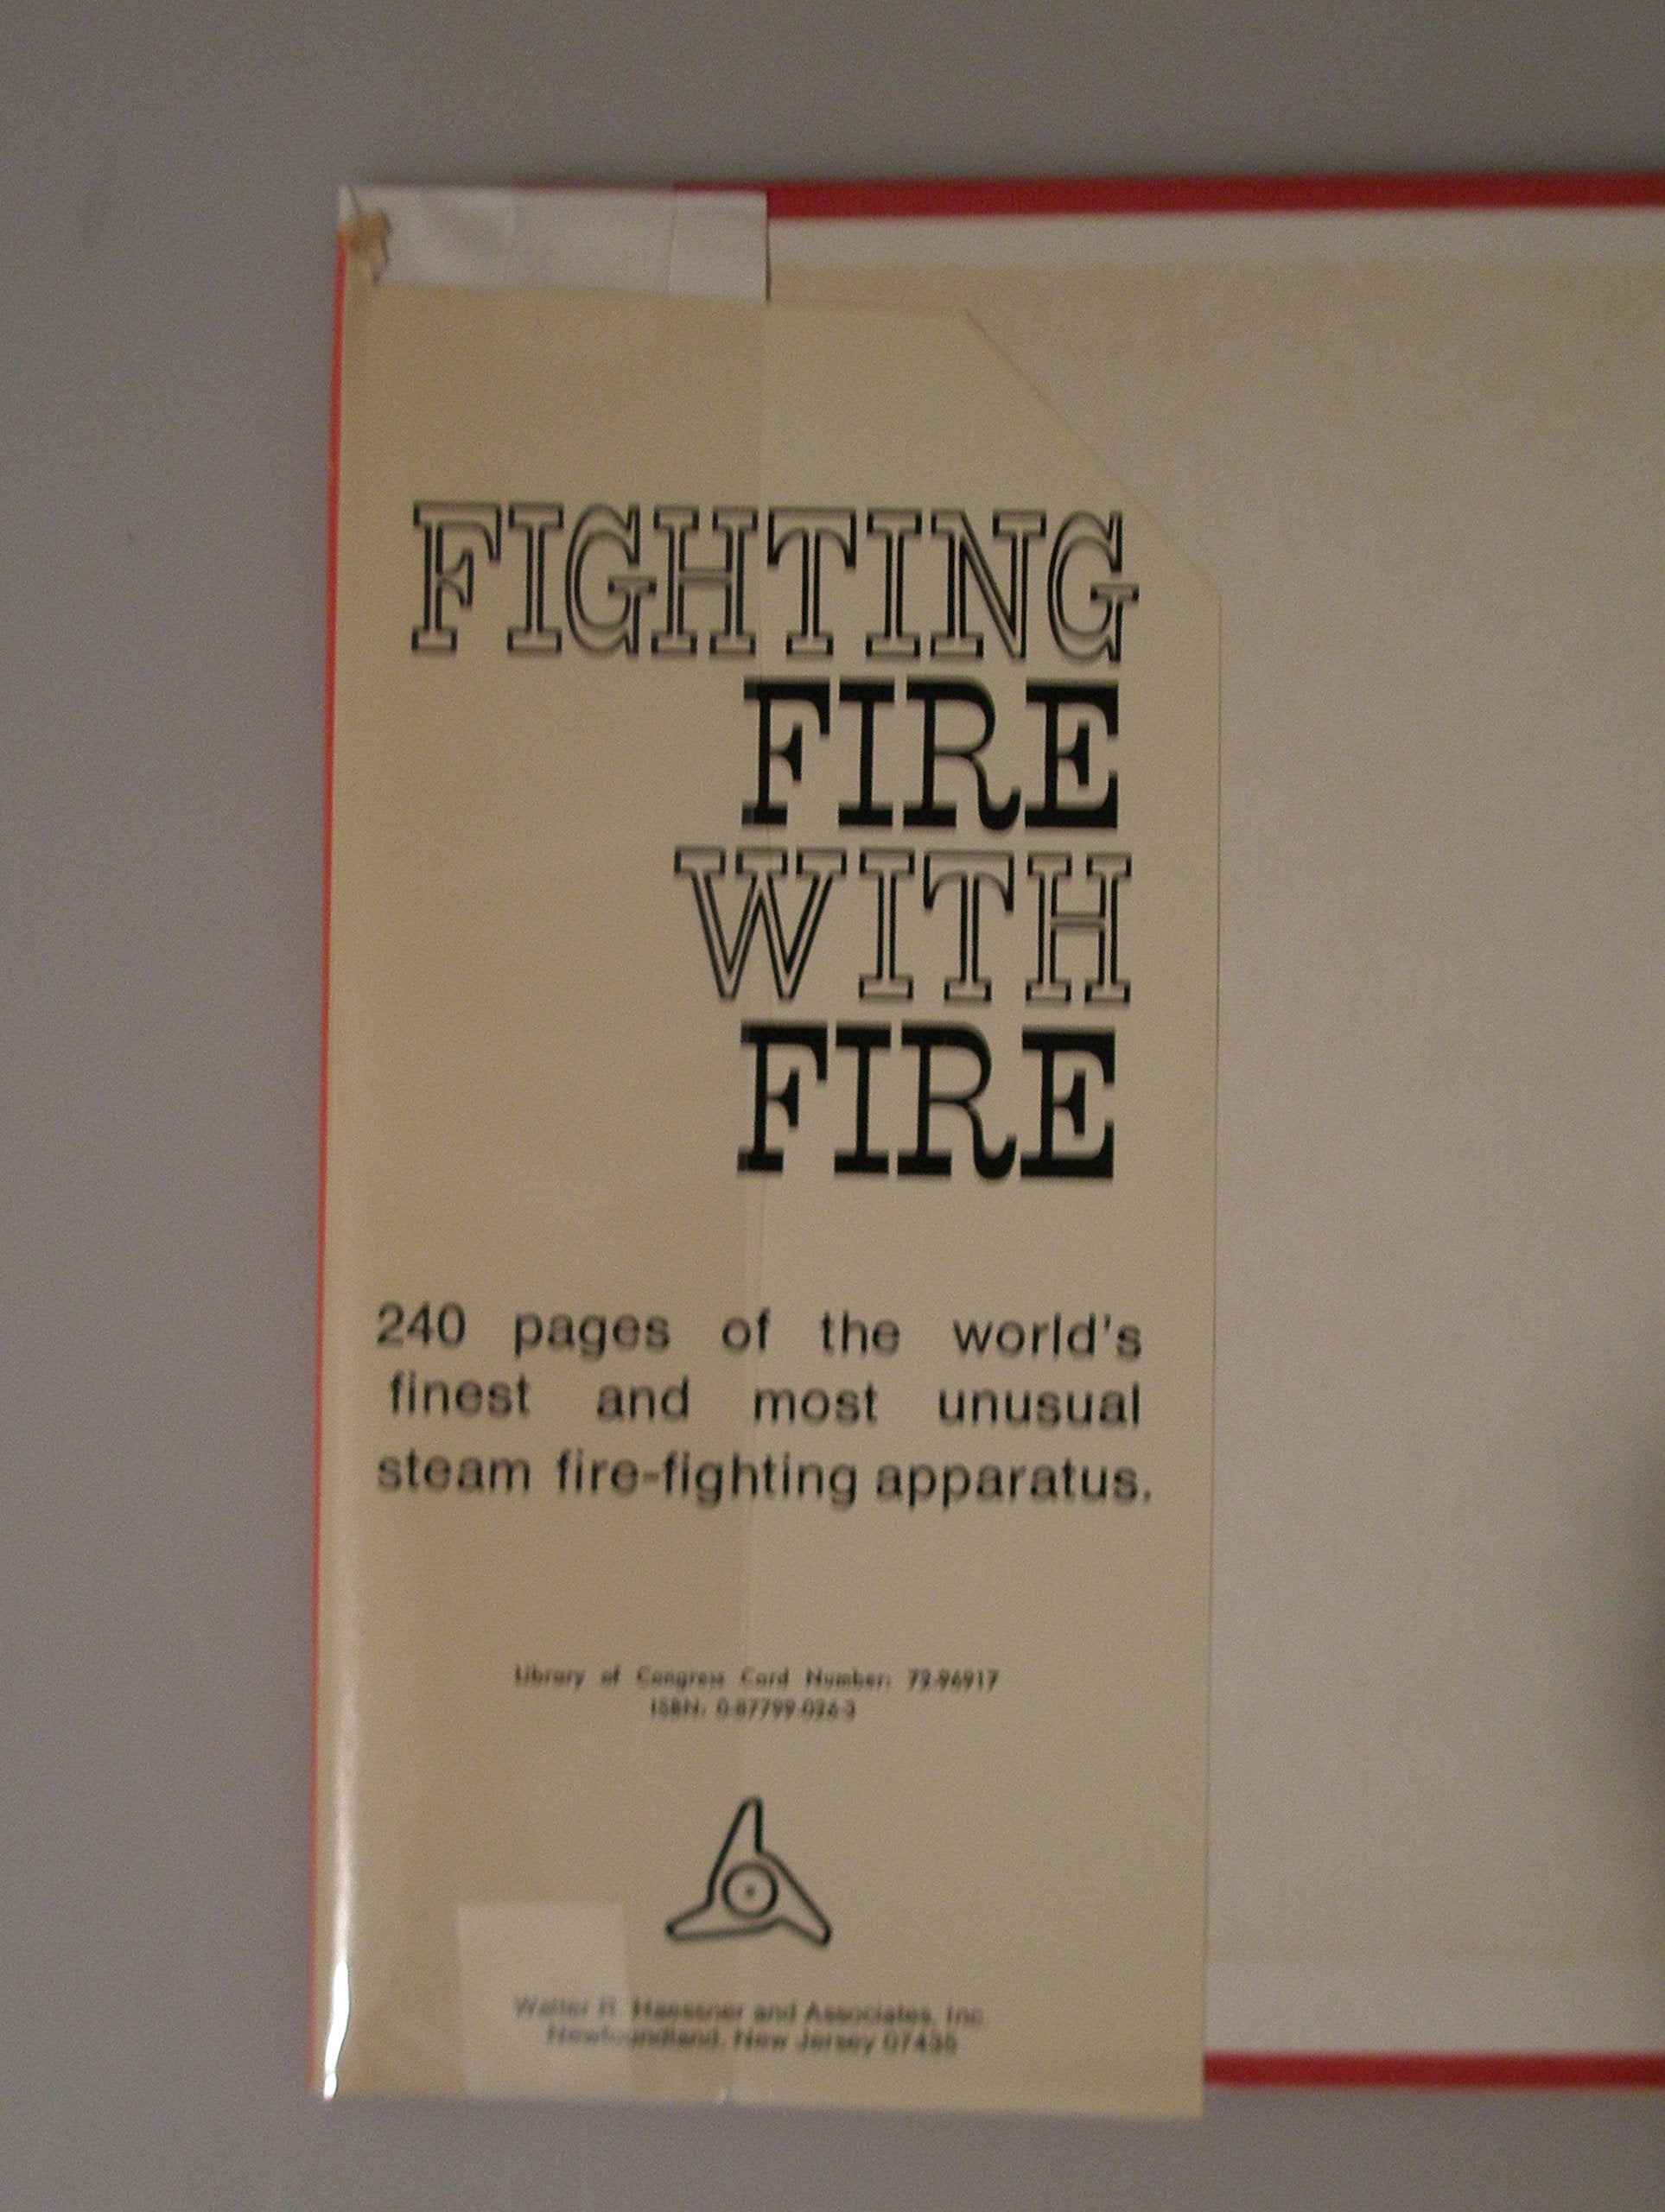 FIGHTING
FIRE
WITH
FIRE
240 pages of the world's
finest and most unusual
steam fire-fighting apparatus.
Library of Congress Card Number: 72-96917
ISBN: 0-87799-026-3
Walter R. Haessner and Associates, Inc.
Newfoundland, New Jersey 07435